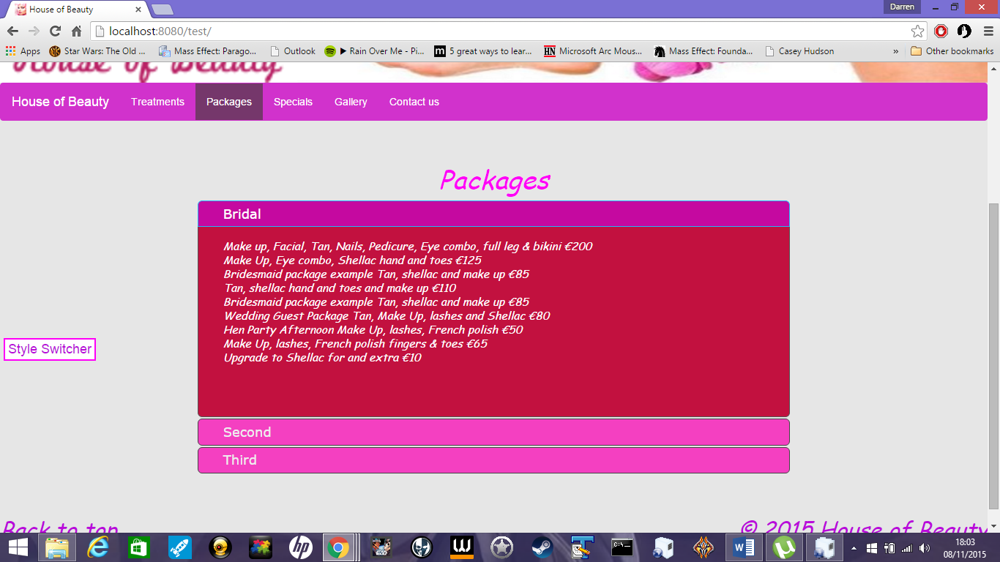 House of Beauty
Darren
localhost:8080/test/
Apps
Star Wars: The Old ...
Mass Effect: Parago...
Outlook
▶ Rain Over Me - Pi...
5 great ways to lear...
Microsoft Arc Mous...
Mass Effect: Founda...
Casey Hudson
»
Other bookmarks
House of Beauty
House of Beauty Treatments Packages Specials Gallery Contact us
Packages
Bridal
Make up, Facial, Tan, Nails, Pedicure, Eye combo, full leg & bikini €200
Make Up, Eye combo, Shellac hand and toes €125
Bridesmaid package example Tan, shellac and make up €85
Tan, shellac hand and toes and make up €110
Bridesmaid package example Tan, shellac and make up €85
Wedding Guest Package Tan, Make Up, lashes and Shellac €80
Hen Party Afternoon Make Up, lashes, French polish €50
Make Up, lashes, French polish fingers & toes €65
Upgrade to Shellac for and extra €10
Style Switcher
Second
Third
Back to top
© 2015 House of Beauty
18:03
08/11/2015